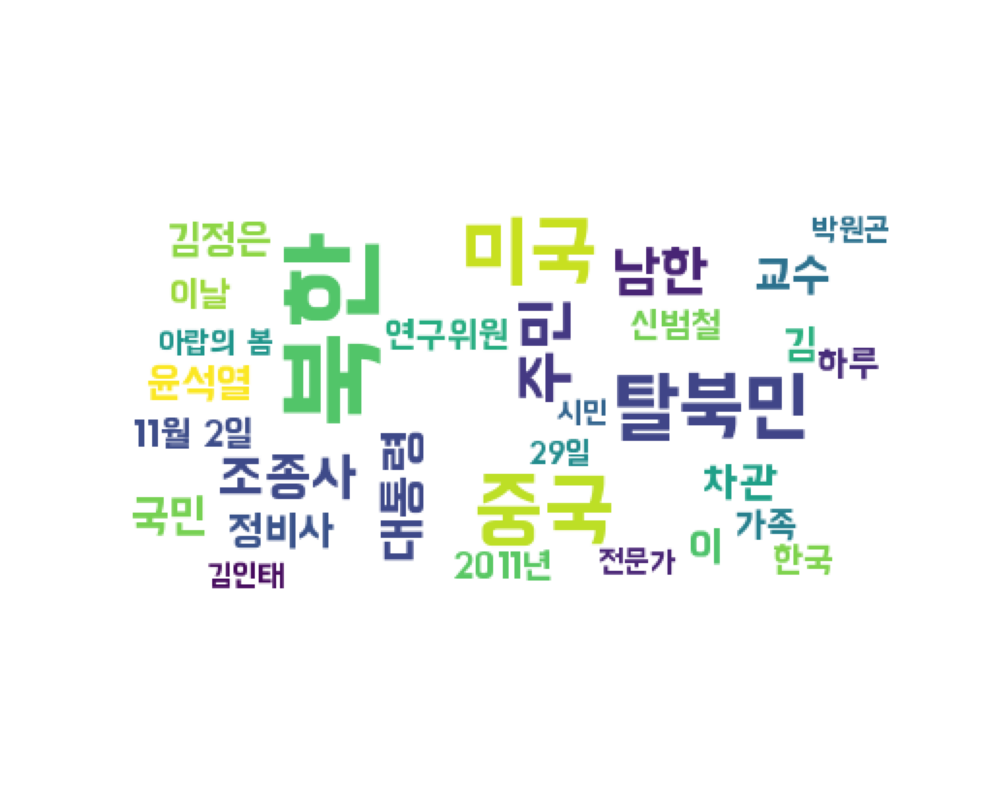 박원곤
미국
김정은
북한
남한
교수
이날
주민
신범철
연구위원
아랍의 봄
김
하루
윤석열
탈북민
시민
11월 2일
대통령
29일
조종사
중국
차관
국민
정비사
가족
이
2011년
전문가
한국
김인태